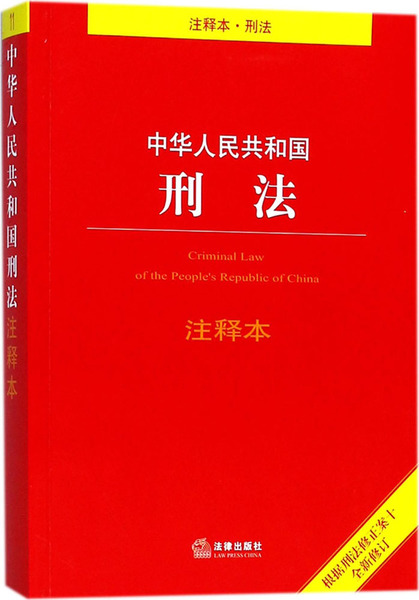 11
中华人民共和国刑法注释本
注释本·刑法
中华人民共和国
刑 法
Criminal Law
of the People's Republic of China
注释本
根据刑法修正案十
全新修订
法律出版社
LAW PRESS·CHINA